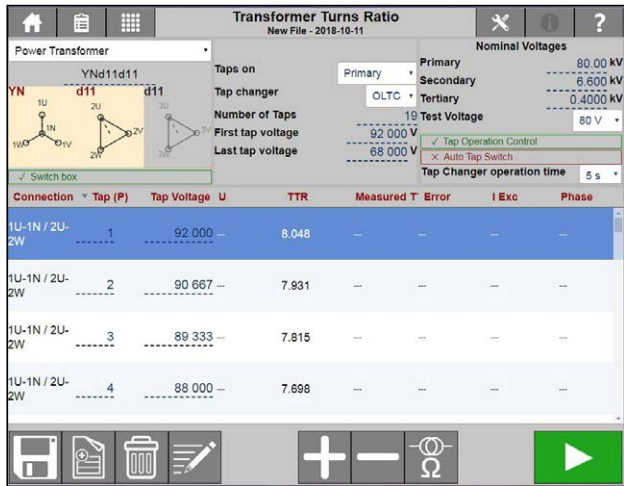 Transformer Turns Ratio
New File - 2018-10-11
?
Power Transformer
YNd11d11
YN d11 d11
1U 2U 3U
1N 2V 3V
1W 1V 2W 3W
✓ Switch box
Taps on Primary
Tap changer OLTC
Number of Taps 19
First tap voltage 92 000 V
Last tap voltage 68 000 V
Nominal Voltages
Primary 80.00 kV
Secondary 6.600 kV
Tertiary 0.4000 kV
Test Voltage 80 V
✓ Tap Operation Control
× Auto Tap Switch
Tap Changer operation time 5 s
Connection Tap (P) Tap Voltage U TTR Measured T Error I Exc Phase
1U-1N / 2U-
2W 1 92 000 -- 8.048 --- --- --- ---
1U-1N / 2U-
2W 2 90 667 -- 7.931 --- --- --- ---
1U-1N / 2U-
2W 3 89 333 -- 7.815 --- --- --- ---
1U-1N / 2U-
2W 4 88 000 -- 7.698 --- --- --- ---
Ω